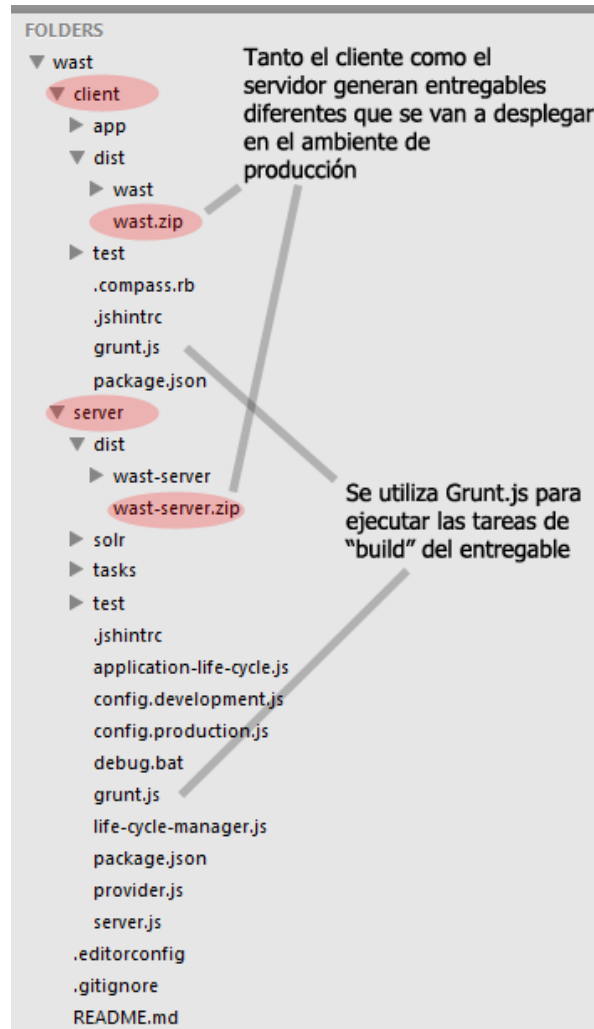 FOLDERS
wast
client
app
dist
wast
wast.zip
test
.compass.rb
.jshintrc
grunt.js
package.json
server
dist
wast-server
wast-server.zip
solr
tasks
test
.jshintrc
application-life-cycle.js
config.development.js
config.production.js
debug.bat
grunt.js
life-cycle-manager.js
package.json
provider.js
server.js
.editorconfig
.gitignore
README.md
Tanto el cliente como el
servidor generan entregables
diferentes que se van a desplegar
en el ambiente de
producción
Se utiliza Grunt.js para
ejecutar las tareas de
“build” del entregable